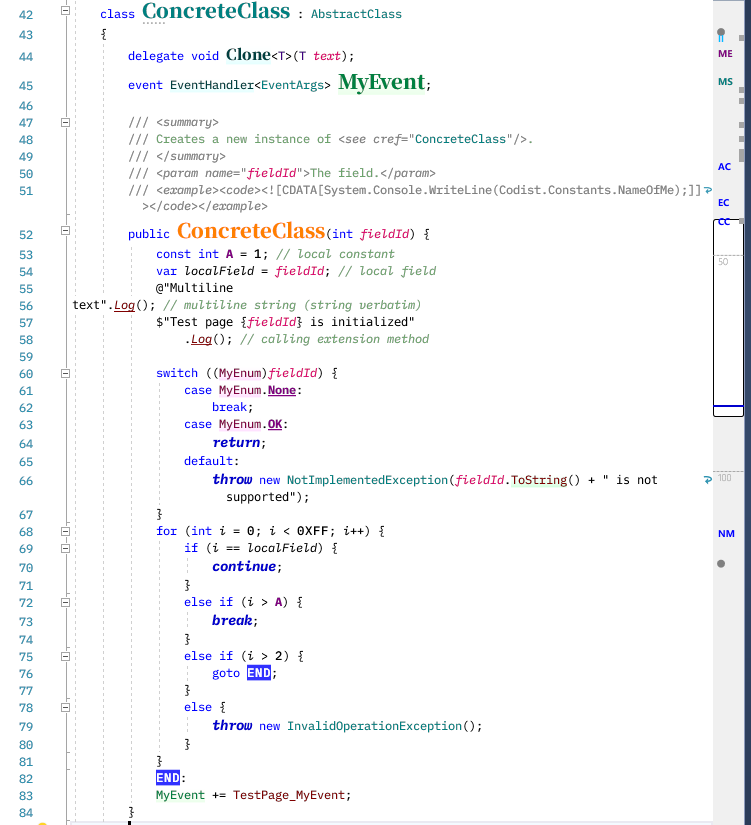 42 class ConcreteClass : AbstractClass
43 {
44 delegate void Clone<T>(T text);
45 event EventHandler<EventArgs> MyEvent;
46
47 /// <summary>
48 /// Creates a new instance of <see cref="ConcreteClass"/>.
49 /// </summary>
50 /// <param name="fieldId">The field.</param>
51 /// <example><code><![CDATA[System.Console.WriteLine(Codist.Constants.NameOfMe);]]
></code></example>
52 public ConcreteClass(int fieldId) {
53 const int A = 1; // local constant
54 var localField = fieldId; // local field
55 @"Multiline
56 text".Log(); // multiline string (string verbatim)
57 $"Test page {fieldId} is initialized"
58 .Log(); // calling extension method
59
60 switch ((MyEnum)fieldId) {
61 case MyEnum.None:
62 break;
63 case MyEnum.OK:
64 return;
65 default:
66 throw new NotImplementedException(fieldId.ToString() + " is not
supported");
67 }
68 for (int i = 0; i < 0XFF; i++) {
69 if (i == localField) {
70 continue;
71 }
72 else if (i > A) {
73 break;
74 }
75 else if (i > 2) {
76 goto END;
77 }
78 else {
79 throw new InvalidOperationException();
80 }
81 }
82 END:
83 MyEvent += TestPage_MyEvent;
84 }
ME
MS
AC
EC
CC
50
100
NM